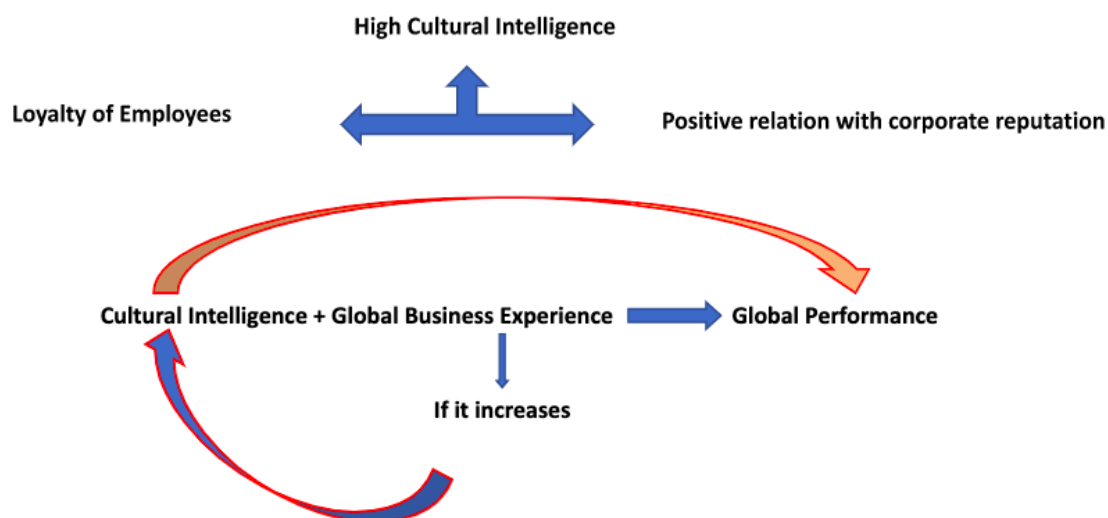 High Cultural Intelligence
Loyalty of Employees
Positive relation with corporate reputation
Cultural Intelligence + Global Business Experience
Global Performance
If it increases